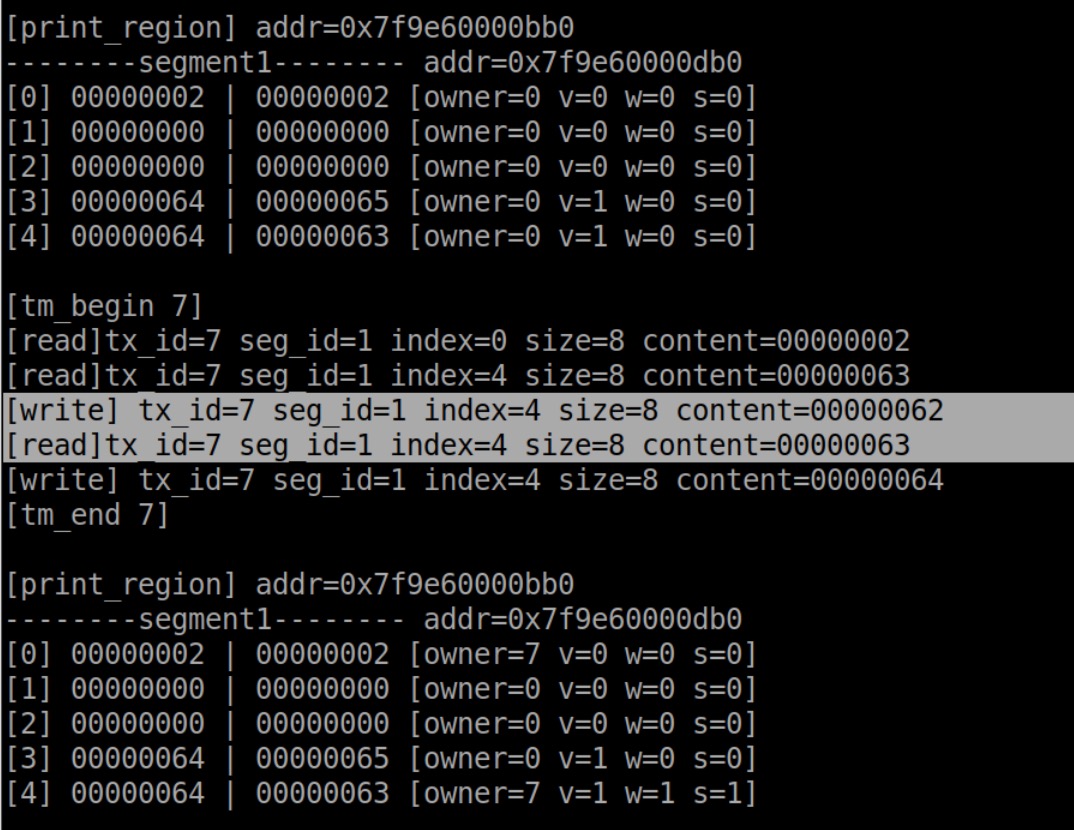 [print_region] addr=0x7f9e60000bb0
--------segment1-------- addr=0x7f9e60000db0
[0] 00000002 | 00000002 [owner=0 v=0 w=0 s=0]
[1] 00000000 | 00000000 [owner=0 v=0 w=0 s=0]
[2] 00000000 | 00000000 [owner=0 v=0 w=0 s=0]
[3] 00000064 | 00000065 [owner=0 v=1 w=0 s=0]
[4] 00000064 | 00000063 [owner=0 v=1 w=0 s=0]
[tm_begin 7]
[read]tx_id=7 seg_id=1 index=0 size=8 content=00000002
[read]tx_id=7 seg_id=1 index=4 size=8 content=00000063
[write] tx_id=7 seg_id=1 index=4 size=8 content=00000062
[read]tx_id=7 seg_id=1 index=4 size=8 content=00000063
[write] tx_id=7 seg_id=1 index=4 size=8 content=00000064
[tm_end 7]
[print_region] addr=0x7f9e60000bb0
--------segment1-------- addr=0x7f9e60000db0
[0] 00000002 | 00000002 [owner=7 v=0 w=0 s=0]
[1] 00000000 | 00000000 [owner=0 v=0 w=0 s=0]
[2] 00000000 | 00000000 [owner=0 v=0 w=0 s=0]
[3] 00000064 | 00000065 [owner=0 v=1 w=0 s=0]
[4] 00000064 | 00000063 [owner=7 v=1 w=1 s=1]